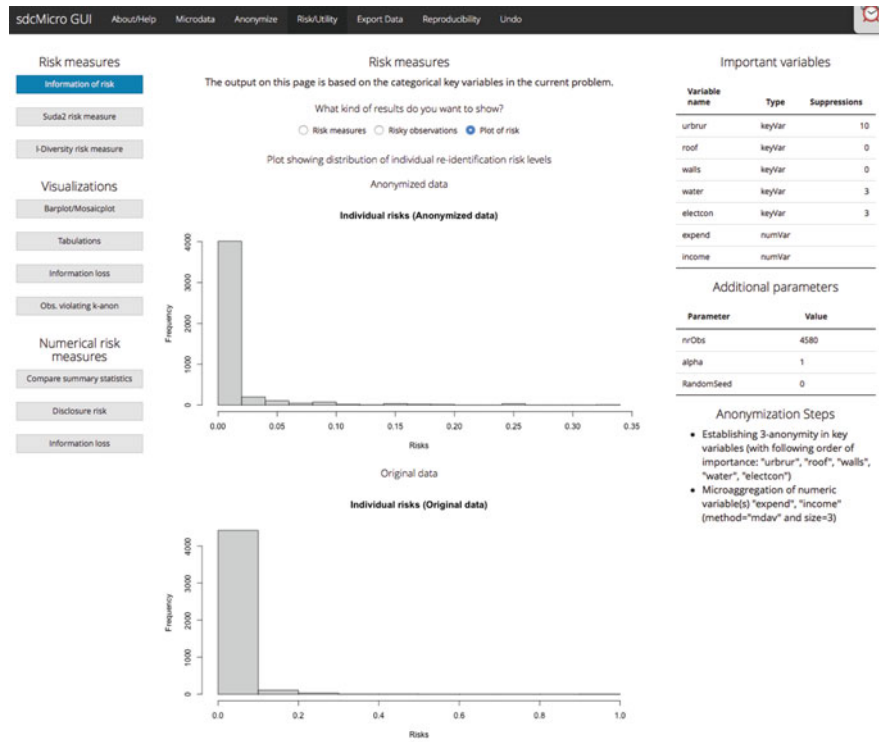 sdcMicro GUI About/Help Microdata Anonymize Risk/Utility Export Data Reproducibility Undo
Risk measures
Information of risk
Suda2 risk measure
l-Diversity risk measure
Visualizations
Barplot/Mosaicplot
Tabulations
Information loss
Obs. violating k-anon
Numerical risk
measures
Compare summary statistics
Disclosure risk
Information loss
Risk measures
The output on this page is based on the categorical key variables in the current problem.
What kind of results do you want to show?
Risk measures Risky observations Plot of risk
Plot showing distribution of individual re-identification risk levels
Anonymized data
Individual risks (Anonymized data)
Frequency
4000
3000
2000
1000
0
0.00 0.05 0.10 0.15 0.20 0.25 0.30 0.35
Risks
Original data
Individual risks (Original data)
Frequency
4000
3000
2000
1000
0
0.0 0.2 0.4 0.6 0.8 1.0
Risks
Important variables
Variable
name Type Suppressions
urbrur keyVar 10
roof keyVar 0
walls keyVar 0
water keyVar 3
electcon keyVar 3
expend numVar
income numVar
Additional parameters
Parameter Value
nrObs 4580
alpha 1
RandomSeed 0
Anonymization Steps
• Establishing 3-anonymity in key
variables (with following order of
importance: "urbrur", "roof", "walls",
"water", "electcon")
• Microaggregation of numeric
variable(s) "expend", "income"
(method="mdav" and size=3)